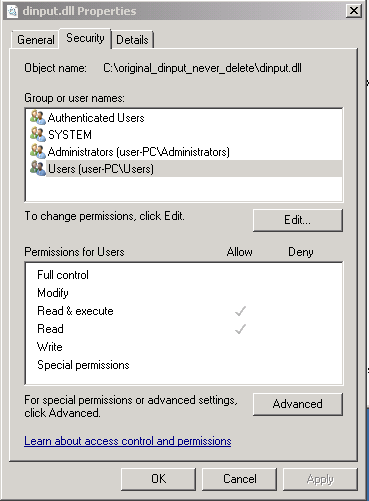 dinput.dll Properties
General Security Details
Object name: C:\original_dinput_never_delete\dinput.dll
Group or user names:
Authenticated Users
SYSTEM
Administrators (user-PC\Administrators)
Users (user-PC\Users)
To change permissions, click Edit.
Edit...
Permissions for Users Allow Deny
Full control
Modify
Read & execute
Read
Write
Special permissions
For special permissions or advanced settings,
click Advanced.
Advanced
Learn about access control and permissions
OK Cancel Apply